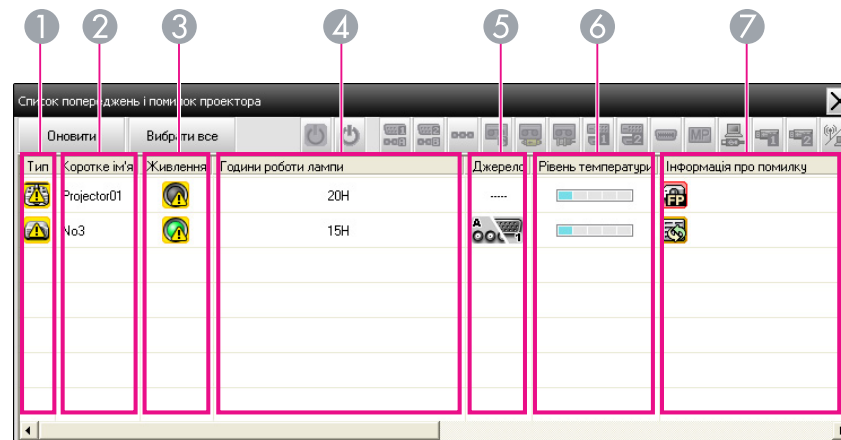 1 2 3 4 5 6 7
Список попереджень і помилок проектора
Оновити Вибрати все MP
Тип Коротке ім'я Живлення Години роботи лампи Джерело Рівень температури Інформація про помилку
Projector01 20H ----- FP
No3 15H A 1